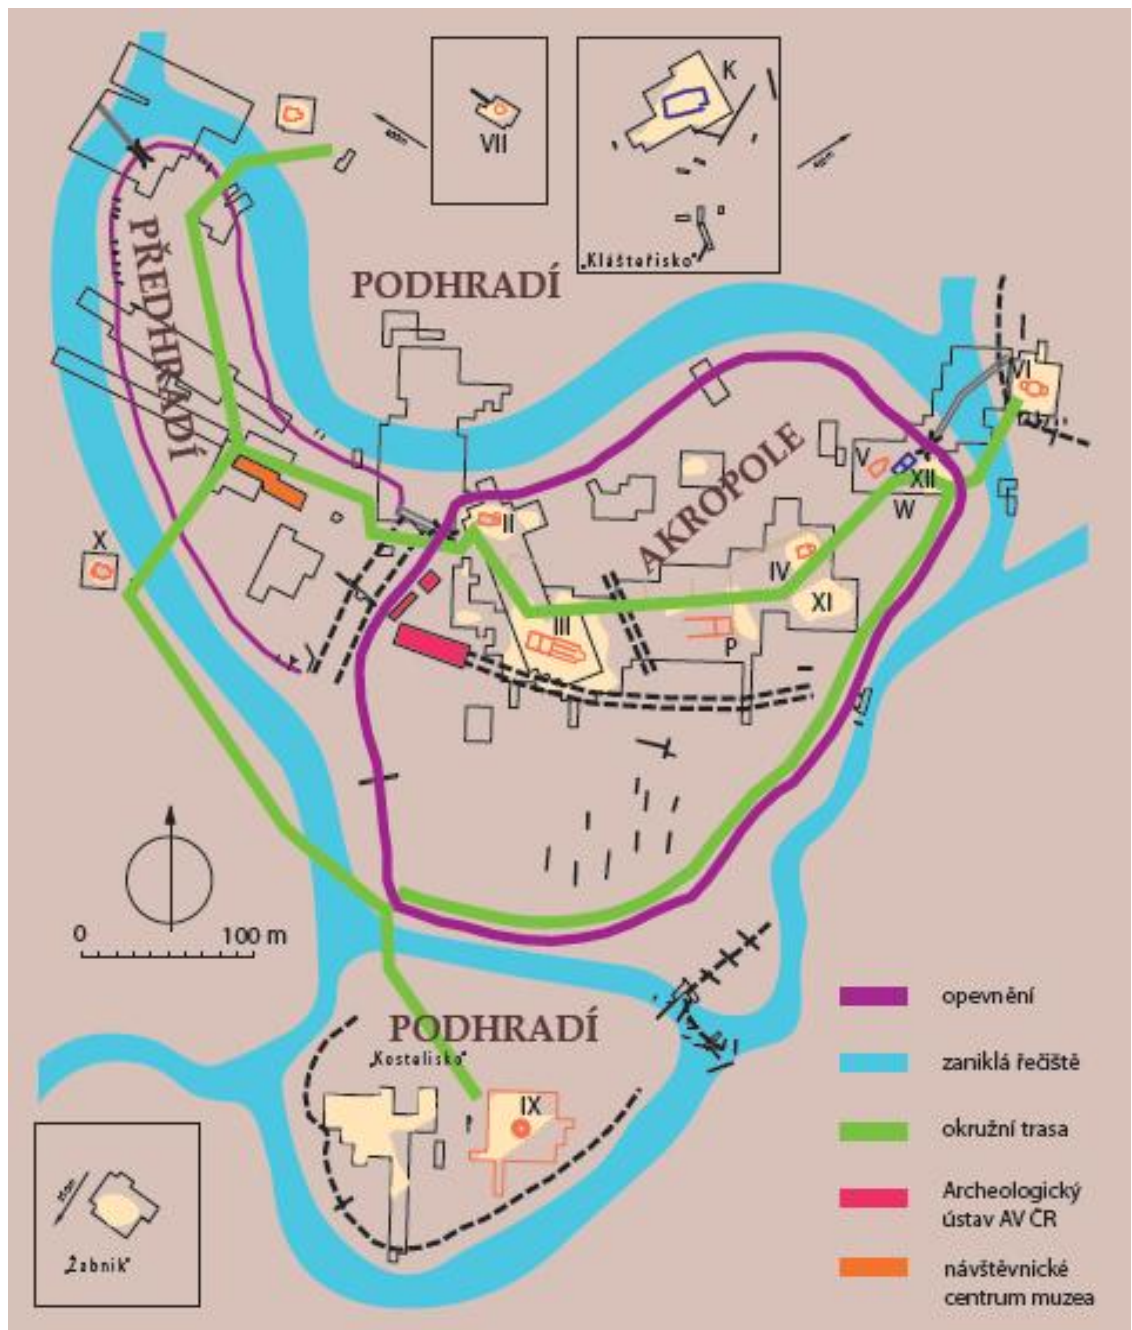 K
VII
„Klášteřisko“
PODHRADÍ
PŘEDHRADÍ
VI
AKROPOLE
V
XII
W
II
X
IV
XI
III
P
0
100 m
PODHRADÍ
„Kostelisko“
IX
„Žabník“
opevnění
zaniklá řečiště
okružní trasa
Archeologický
ústav AV ČR
návštěvnické
centrum muzea